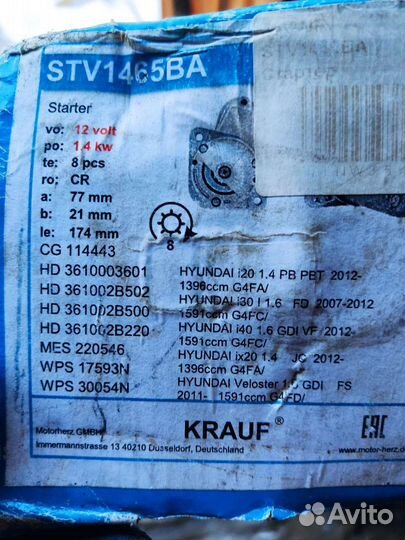 STV1465BA
Starter
vo: 12 volt
po: 1.4 kw
te: 8 pcs
ro: CR
a: 77 mm
b: 21 mm
le: 174 mm
8
CG 114443
HD 3610003601
HD 361002B502
HD 361002B500
HD 361002B220
MES 220546
WPS 17593N
WPS 30054N
HYUNDAI i20 1.4 PB PBT 2012-
1396ccm G4FA/
HYUNDAI i30 I 1.6 FD 2007-2012
1591ccm G4FC/
HYUNDAI i40 1.6 GDI VF 2012-
1591ccm G4FC/
HYUNDAI ix20 1.4 JC 2012-
1396ccm G4FA/
HYUNDAI Veloster 1.6 GDI FS
2011- 1591ccm G4FD/
Motorherz GMBH
Immermannstrasse 13 40210 Dusseldorf, Deutschland
KRAUF®
EAC
www.motor-herz.de
Avito